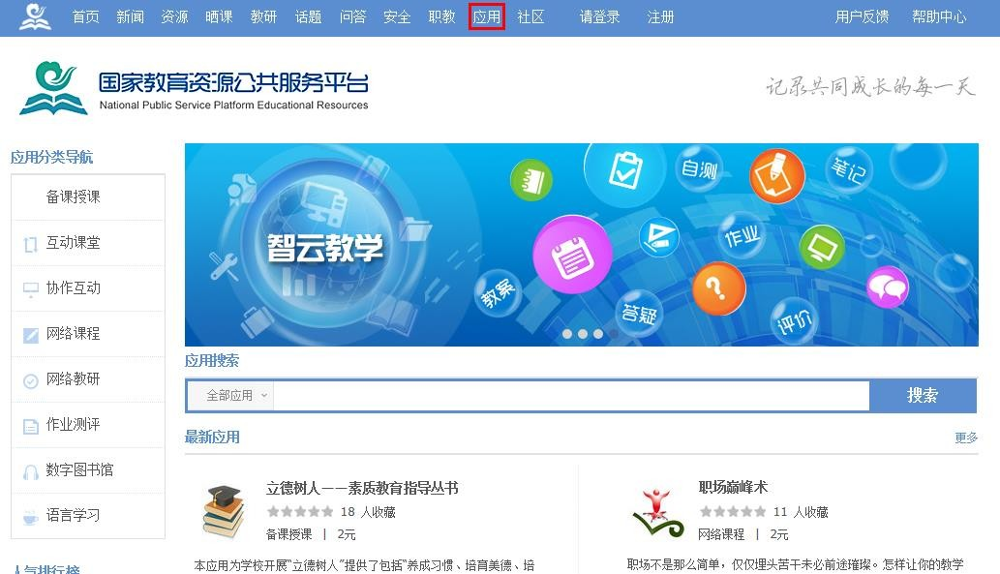 首页 新闻 资源 晒课 教研 话题 问答 安全 职教 应用 社区 请登录 注册 用户反馈 帮助中心
国家教育资源公共服务平台
National Public Service Platform Educational Resources
记录共同成长的每一天
应用分类导航
备课授课
互动课堂
协作互动
网络课程
网络教研
作业测评
数字图书馆
语言学习
人气排行榜
智云教学
自测
笔记
作业
教案
答疑
评价
应用搜索
全部应用
搜索
最新应用 更多
立德树人——素质教育指导丛书
18 人收藏
备课授课 | 2元
本应用为学校开展“立德树人”提供了包括“养成习惯、培育美德、培
职场巅峰术
11 人收藏
网络课程 | 2元
职场不是那么简单，仅仅埋头苦干未必前途璀璨。怎样让你的教学